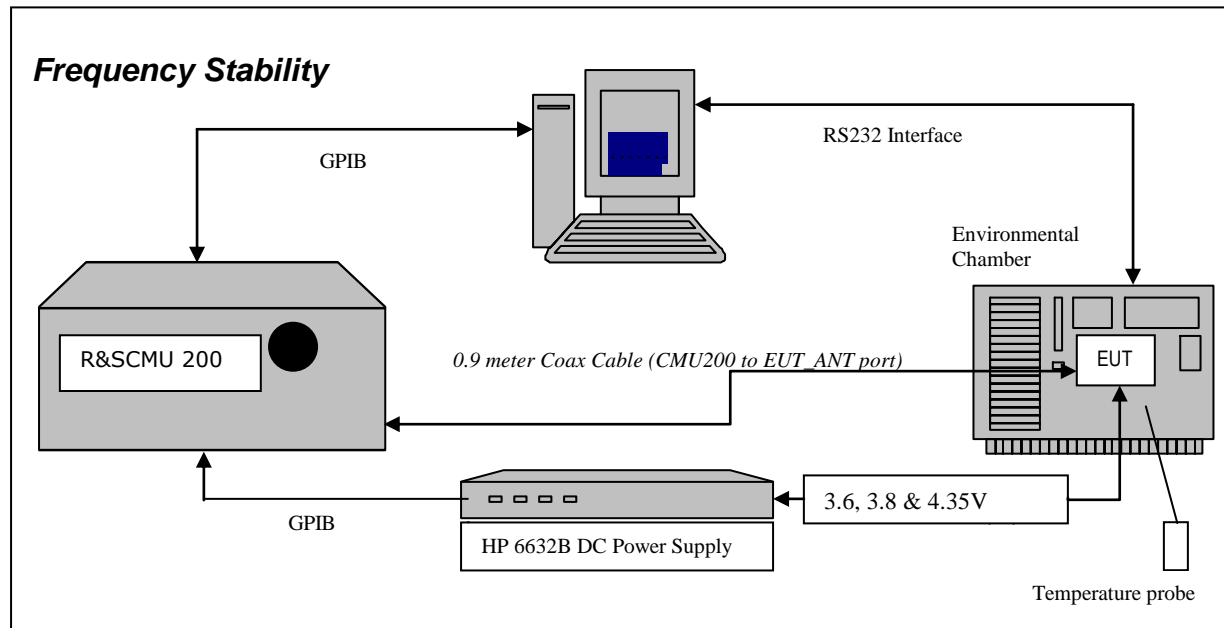 Frequency Stability
GPIB
RS232 Interface
Environmental
Chamber
R&SCMU 200
0.9 meter Coax Cable (CMU200 to EUT_ANT port)
EUT
GPIB
3.6, 3.8 & 4.35V
HP 6632B DC Power Supply
Temperature probe